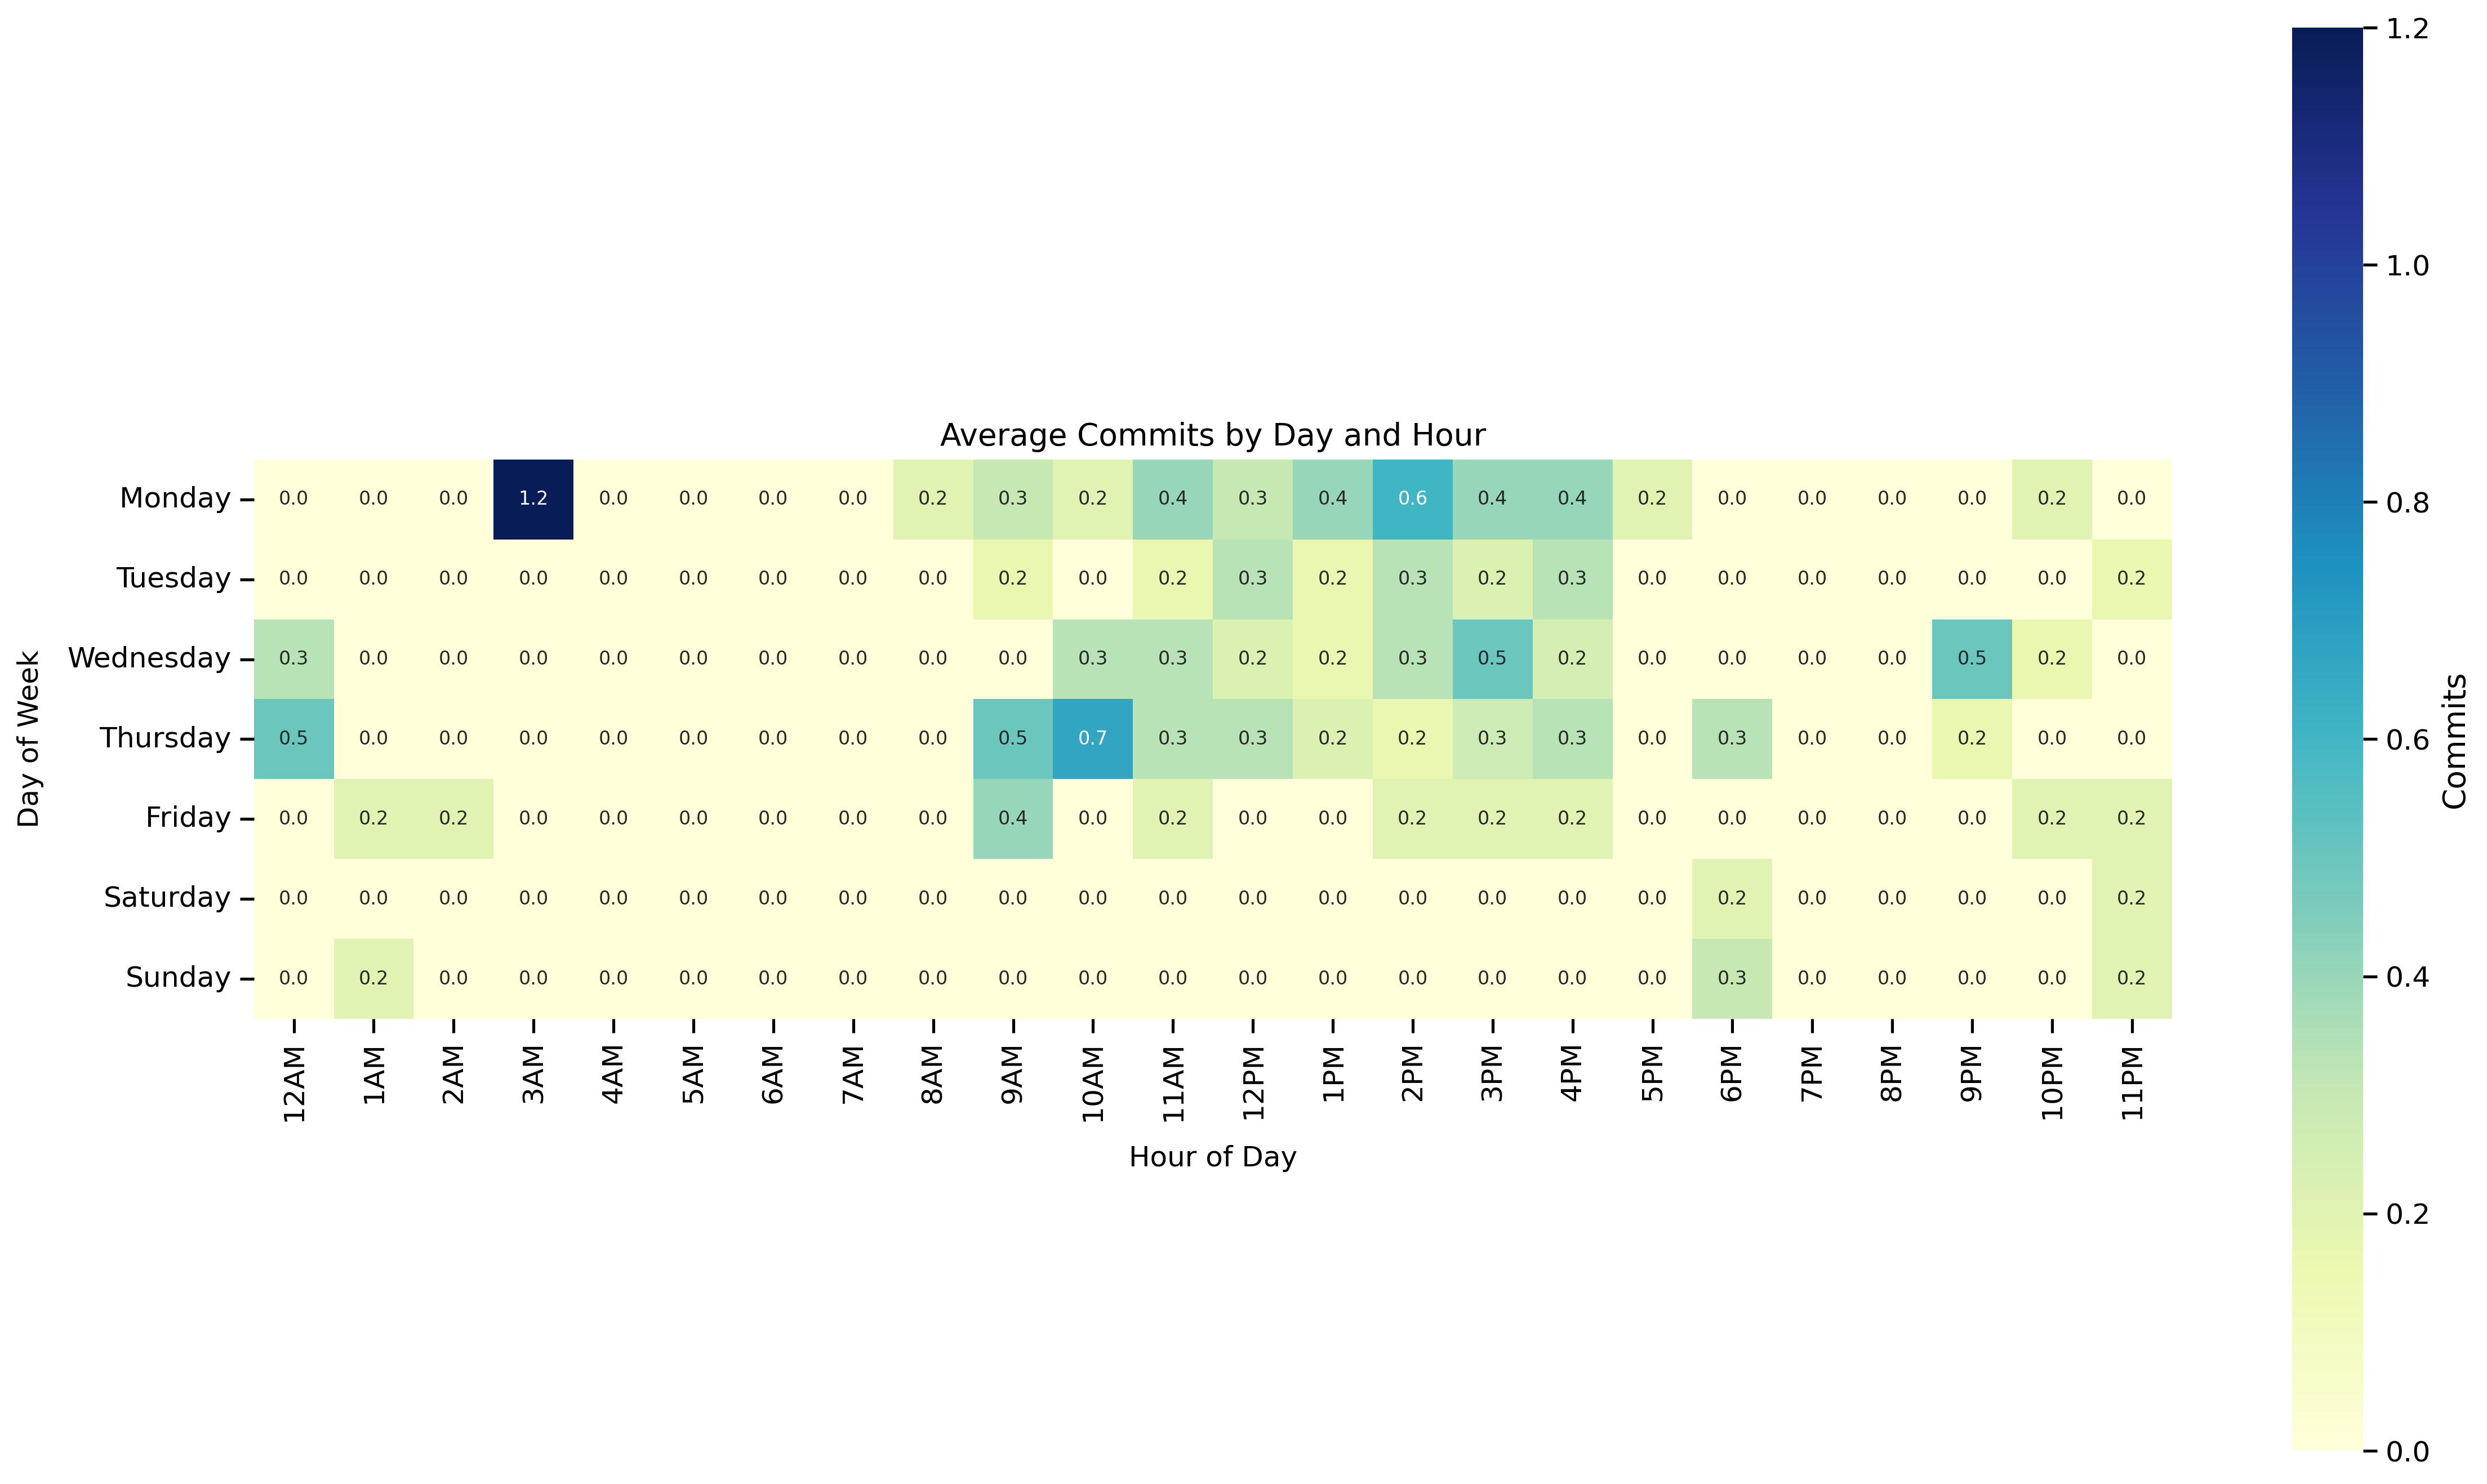 Average Commits by Day and Hour
Monday 0.0 0.0 0.0 1.2 0.0 0.0 0.0 0.0 0.2 0.3 0.2 0.4 0.3 0.4 0.6 0.4 0.4 0.2 0.0 0.0 0.0 0.0 0.2 0.0
Tuesday 0.0 0.0 0.0 0.0 0.0 0.0 0.0 0.0 0.0 0.2 0.0 0.2 0.3 0.2 0.3 0.2 0.3 0.0 0.0 0.0 0.0 0.0 0.0 0.2
Wednesday 0.3 0.0 0.0 0.0 0.0 0.0 0.0 0.0 0.0 0.0 0.3 0.3 0.2 0.2 0.3 0.5 0.2 0.0 0.0 0.0 0.0 0.5 0.2 0.0
Thursday 0.5 0.0 0.0 0.0 0.0 0.0 0.0 0.0 0.0 0.5 0.7 0.3 0.3 0.2 0.2 0.3 0.3 0.0 0.3 0.0 0.0 0.2 0.0 0.0
Friday 0.0 0.2 0.2 0.0 0.0 0.0 0.0 0.0 0.0 0.4 0.0 0.2 0.0 0.0 0.2 0.2 0.2 0.0 0.0 0.0 0.0 0.0 0.2 0.2
Saturday 0.0 0.0 0.0 0.0 0.0 0.0 0.0 0.0 0.0 0.0 0.0 0.0 0.0 0.0 0.0 0.0 0.0 0.0 0.2 0.0 0.0 0.0 0.0 0.2
Sunday 0.0 0.2 0.0 0.0 0.0 0.0 0.0 0.0 0.0 0.0 0.0 0.0 0.0 0.0 0.0 0.0 0.0 0.0 0.3 0.0 0.0 0.0 0.0 0.2
12AM 1AM 2AM 3AM 4AM 5AM 6AM 7AM 8AM 9AM 10AM 11AM 12PM 1PM 2PM 3PM 4PM 5PM 6PM 7PM 8PM 9PM 10PM 11PM
Hour of Day
Day of Week
1.2
1.0
0.8
0.6
0.4
0.2
0.0
Commits